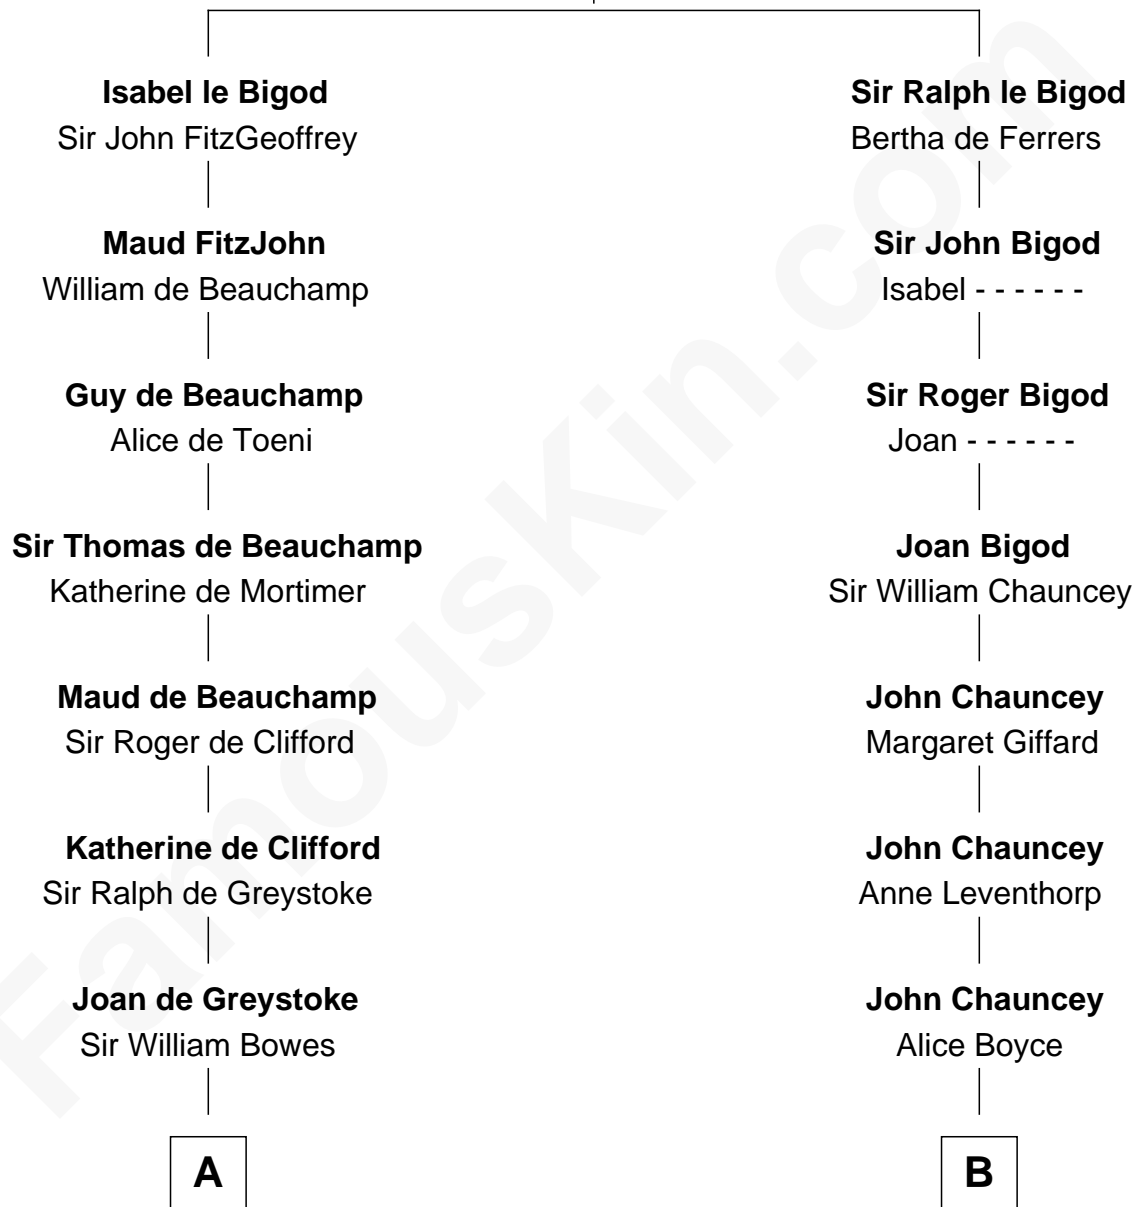 Isabel le Bigod
Sir John FitzGeoffrey
Maud FitzJohn
William de Beauchamp
Guy de Beauchamp
Alice de Toeni
Sir Thomas de Beauchamp
Katherine de Mortimer
Maud de Beauchamp
Sir Roger de Clifford
Katherine de Clifford
Sir Ralph de Greystoke
Joan de Greystoke
Sir William Bowes
A
Sir Ralph le Bigod
Bertha de Ferrers
Sir John Bigod
Isabel - - - - - -
Sir Roger Bigod
Joan - - - - - -
Joan Bigod
Sir William Chauncey
John Chauncey
Margaret Giffard
John Chauncey
Anne Leventhorp
John Chauncey
Alice Boyce
B
FamousKin.com